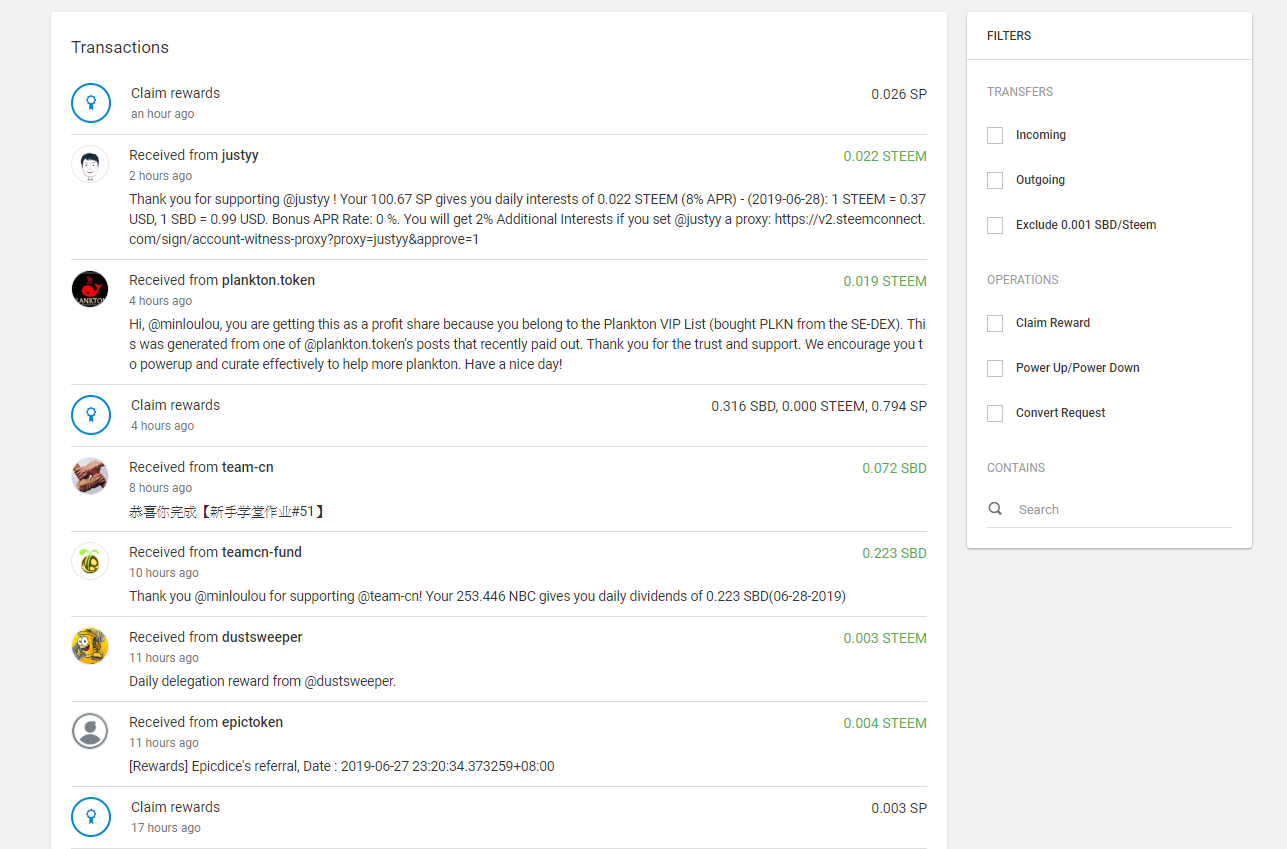 Transactions
Claim rewards
0.026 SP
an hour ago
Received from justyy
0.022 STEEM
2 hours ago
Thank you for supporting @justyy ! Your 100.67 SP gives you daily interests of 0.022 STEEM (8% APR) - (2019-06-28): 1 STEEM = 0.37
USD, 1 SBD = 0.99 USD. Bonus APR Rate: 0 %. You will get 2% Additional Interests if you set @justyy a proxy: https://v2.steemconnect.
com/sign/account-witness-proxy?proxy=justyy&approve=1
Received from plankton.token
0.019 STEEM
4 hours ago
Hi, @minloulou, you are getting this as a profit share because you belong to the Plankton VIP List (bought PLKN from the SE-DEX). Thi
s was generated from one of @plankton.token's posts that recently paid out. Thank you for the trust and support. We encourage you t
o powerup and curate effectively to help more plankton. Have a nice day!
Claim rewards
0.316 SBD, 0.000 STEEM, 0.794 SP
4 hours ago
Received from team-cn
0.072 SBD
8 hours ago
恭喜你完成【新手学堂作业#51】
Received from teamcn-fund
0.223 SBD
10 hours ago
Thank you @minloulou for supporting @team-cn! Your 253.446 NBC gives you daily dividends of 0.223 SBD(06-28-2019)
Received from dustsweeper
0.003 STEEM
11 hours ago
Daily delegation reward from @dustsweeper.
Received from epictoken
0.004 STEEM
11 hours ago
[Rewards] Epicdice's referral, Date : 2019-06-27 23:20:34.373259+08:00
Claim rewards
0.003 SP
17 hours ago
FILTERS
TRANSFERS
Incoming
Outgoing
Exclude 0.001 SBD/Steem
OPERATIONS
Claim Reward
Power Up/Power Down
Convert Request
CONTAINS
Search